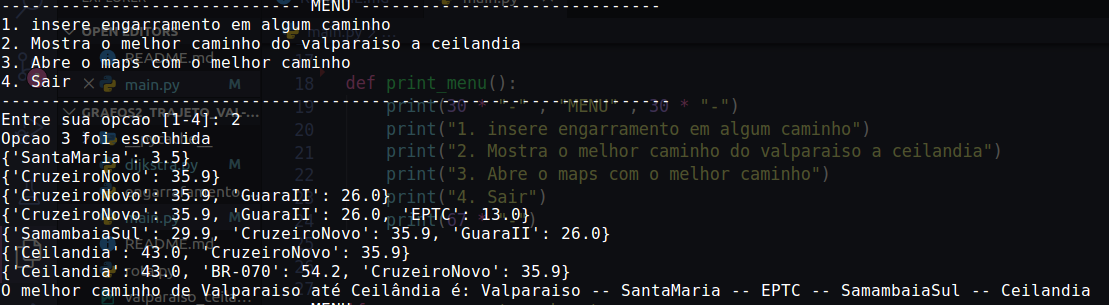 ------------------------------ MENU ------------------------------
1. insere engarramento em algum caminho
2. Mostra o melhor caminho do valparaiso a ceilandia
3. Abre o maps com o melhor caminho
4. Sair
-------------------------------------------------------------------
Entre sua opcao [1-4]: 2
Opcao 3 foi escolhida
{'SantaMaria': 3.5}
{'CruzeiroNovo': 35.9}
{'CruzeiroNovo': 35.9, 'GuaraII': 26.0}
{'CruzeiroNovo': 35.9, 'GuaraII': 26.0, 'EPTC': 13.0}
{'SamambaiaSul': 29.9, 'CruzeiroNovo': 35.9, 'GuaraII': 26.0}
{'Ceilandia': 43.0, 'CruzeiroNovo': 35.9}
{'Ceilandia': 43.0, 'BR-070': 54.2, 'CruzeiroNovo': 35.9}
O melhor caminho de Valparaiso até Ceilândia é: Valparaiso -- SantaMaria -- EPTC -- SamambaiaSul -- Ceilandia
OPEN EDITORS
README.md
main.py M
GRAFOS2_TRAJETO_VAL-...
dijkstra.py
engarrafamento
main.py M
README.md
rota.py
valparaiso_ceila...
18 def print_menu():
19 print(30 * "-" , "MENU" , 30 * "-")
20 print("1. insere engarramento em algum caminho")
21 print("2. Mostra o melhor caminho do valparaiso a ceilandia")
22 print("3. Abre o maps com o melhor caminho")
23 print("4. Sair")
print(67 * "-")